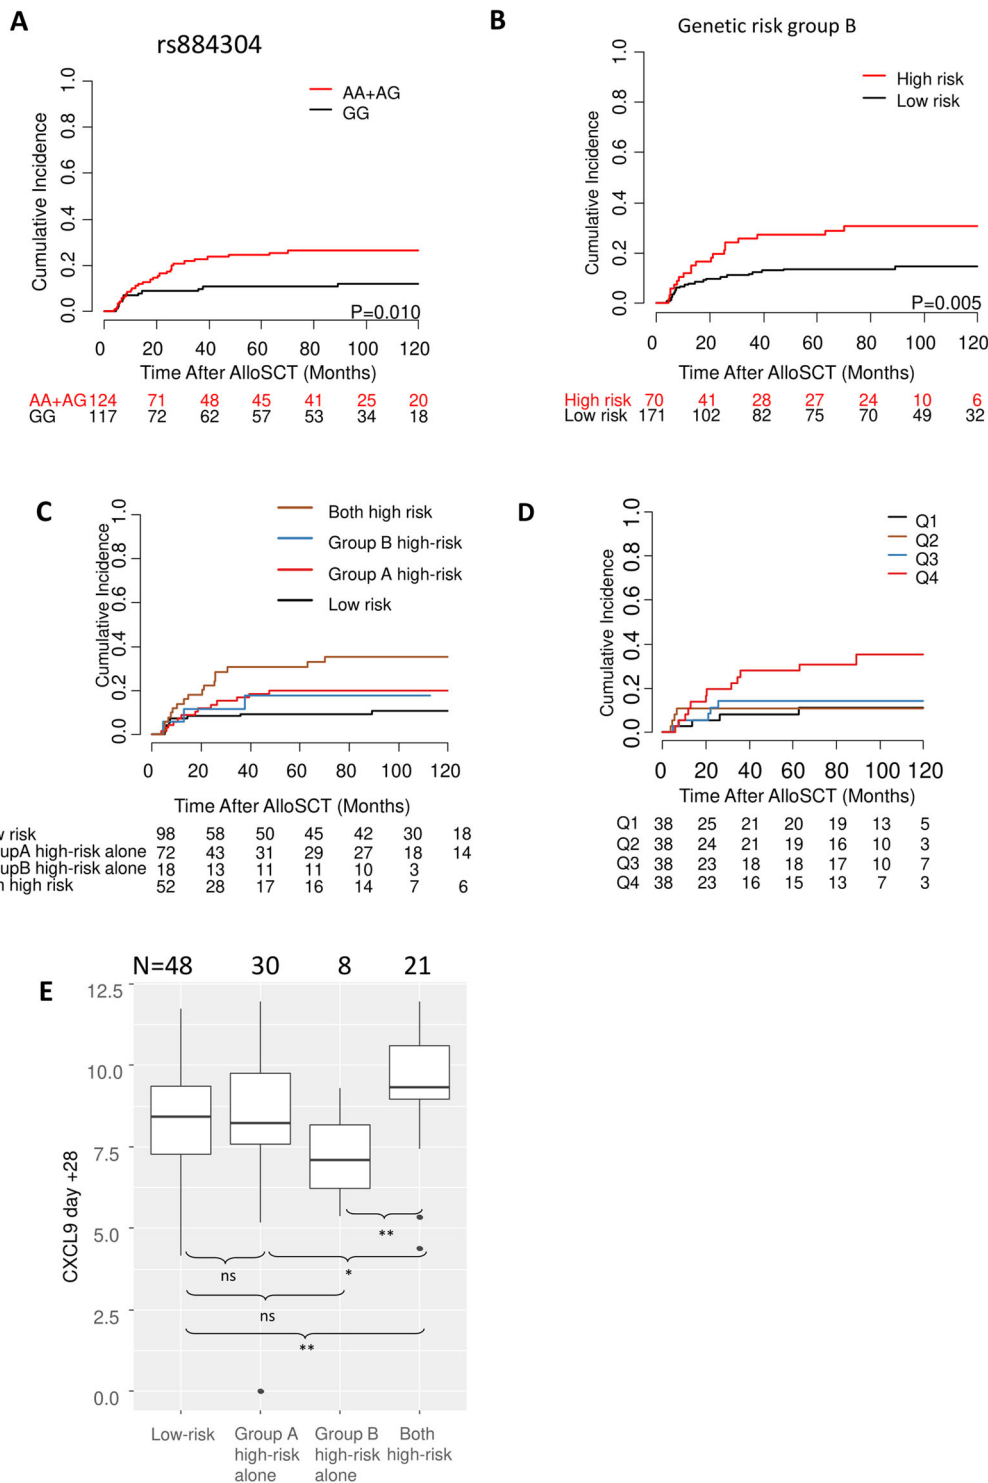 A
rs884304
AA+AG
GG
Cumulative Incidence
1.0
0.8
0.6
0.4
0.2
0.0
P=0.010
0 20 40 60 80 100 120
Time After AlloSCT (Months)
AA+AG 124 71 48 45 41 25 20
GG 117 72 62 57 53 34 18
B
Genetic risk group B
High risk
Low risk
Cumulative Incidence
1.0
0.8
0.6
0.4
0.2
0.0
P=0.005
0 20 40 60 80 100 120
Time After AlloSCT (Months)
High risk 70 41 28 27 24 10 6
Low risk 171 102 82 75 70 49 32
C
Both high risk
Group B high-risk
Group A high-risk
Low risk
Cumulative Incidence
1.0
0.8
0.6
0.4
0.2
0.0
0 20 40 60 80 100 120
Time After AlloSCT (Months)
w risk 98 58 50 45 42 30 18
upA high-risk alone 72 43 31 29 27 18 14
upB high-risk alone 18 13 11 11 10 3
h high risk 52 28 17 16 14 7 6
D
Q1
Q2
Q3
Q4
Cumulative Incidence
1.0
0.8
0.6
0.4
0.2
0.0
0 20 40 60 80 100 120
Time After AlloSCT (Months)
Q1 38 25 21 20 19 13 5
Q2 38 24 21 19 16 10 3
Q3 38 23 18 18 17 10 7
Q4 38 23 16 15 13 7 3
E
N=48 30 8 21
CXCL9 day +28
12.5
10.0
7.5
5.0
2.5
0.0
**
ns
*
ns
**
Low-risk
Group A
high-risk
alone
Group B
high-risk
alone
Both
high-risk